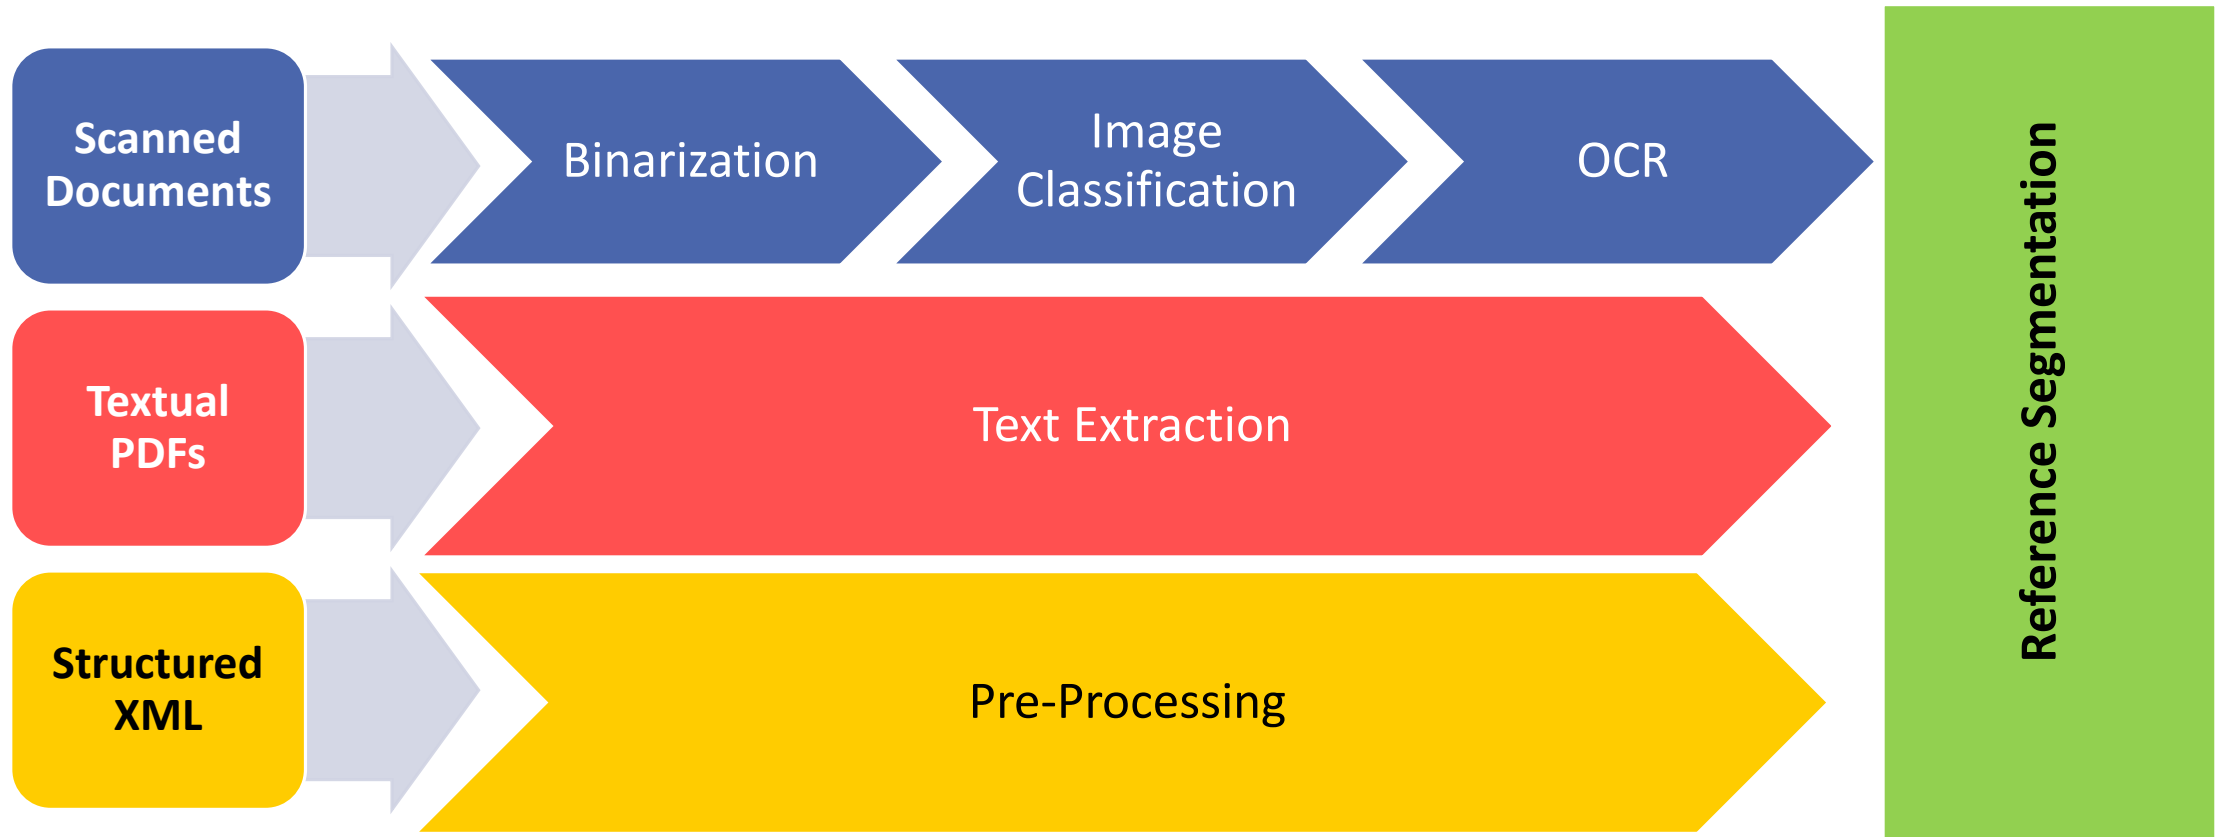 Scanned
Documents
Binarization
Image
Classification
OCR
Textual
PDFs
Text Extraction
Structured
XML
Pre-Processing
Reference Segmentation